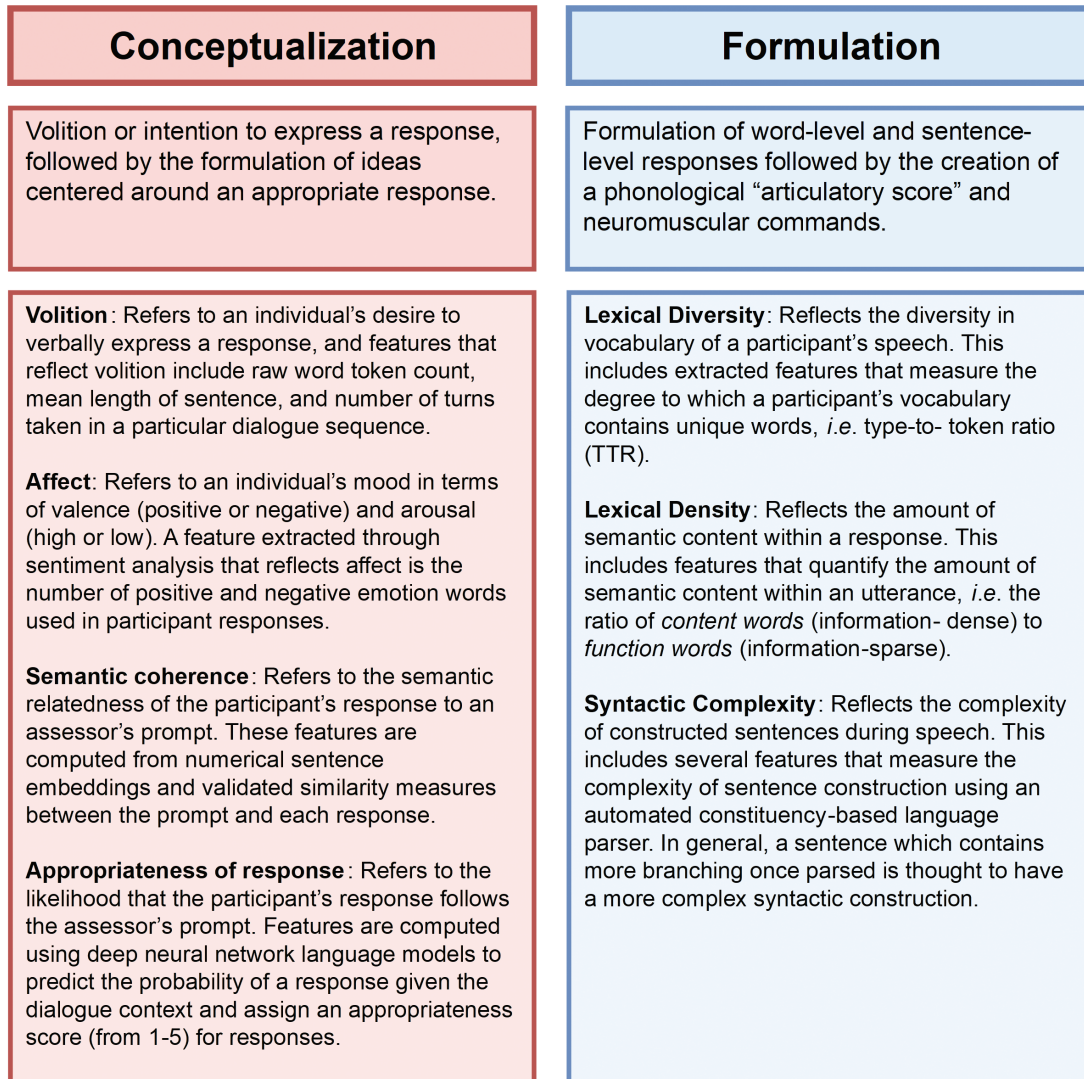 Conceptualization
Volition or intention to express a response,
followed by the formulation of ideas
centered around an appropriate response.
Volition: Refers to an individual’s desire to
verbally express a response, and features that
reflect volition include raw word token count,
mean length of sentence, and number of turns
taken in a particular dialogue sequence.
Affect: Refers to an individual’s mood in terms
of valence (positive or negative) and arousal
(high or low). A feature extracted through
sentiment analysis that reflects affect is the
number of positive and negative emotion words
used in participant responses.
Semantic coherence: Refers to the semantic
relatedness of the participant’s response to an
assessor’s prompt. These features are
computed from numerical sentence
embeddings and validated similarity measures
between the prompt and each response.
Appropriateness of response: Refers to the
likelihood that the participant’s response follows
the assessor’s prompt. Features are computed
using deep neural network language models to
predict the probability of a response given the
dialogue context and assign an appropriateness
score (from 1-5) for responses.
Formulation
Formulation of word-level and sentence-
level responses followed by the creation of
a phonological “articulatory score” and
neuromuscular commands.
Lexical Diversity: Reflects the diversity in
vocabulary of a participant’s speech. This
includes extracted features that measure the
degree to which a participant’s vocabulary
contains unique words, i.e. type-to- token ratio
(TTR).
Lexical Density: Reflects the amount of
semantic content within a response. This
includes features that quantify the amount of
semantic content within an utterance, i.e. the
ratio of content words (information- dense) to
function words (information-sparse).
Syntactic Complexity: Reflects the complexity
of constructed sentences during speech. This
includes several features that measure the
complexity of sentence construction using an
automated constituency-based language
parser. In general, a sentence which contains
more branching once parsed is thought to have
a more complex syntactic construction.